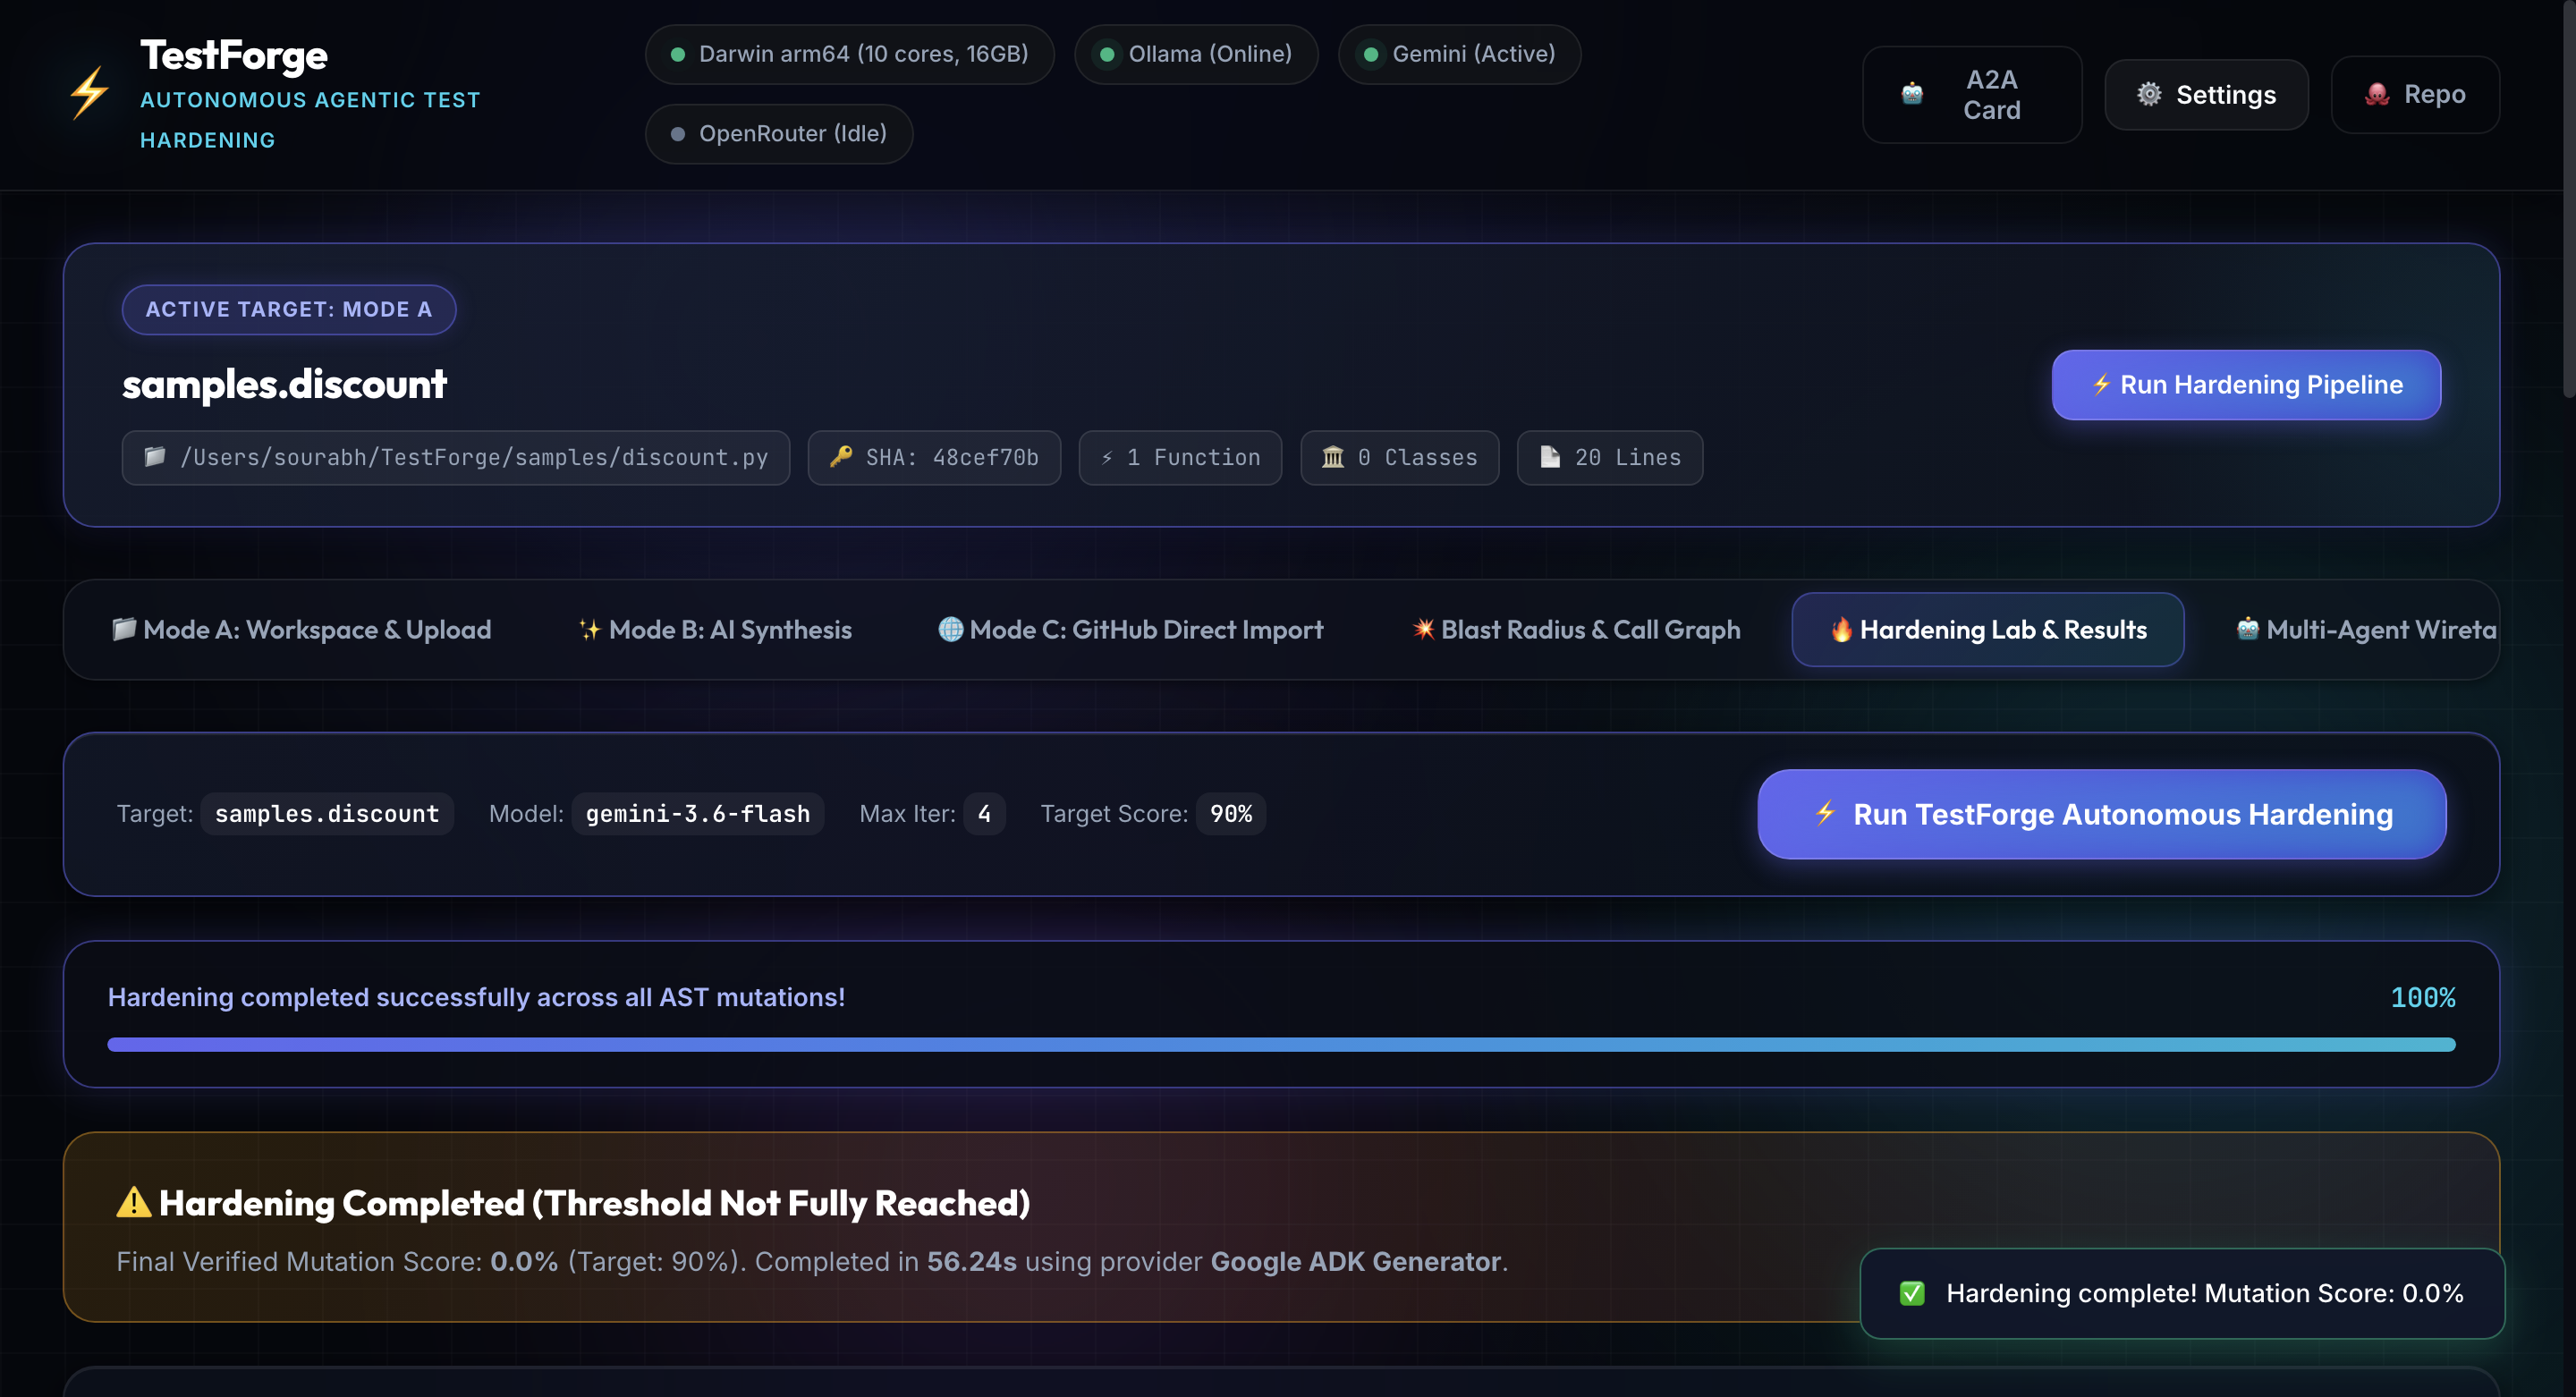 TestForge
AUTONOMOUS AGENTIC TEST
HARDENING
Darwin arm64 (10 cores, 16GB)
Ollama (Online)
Gemini (Active)
OpenRouter (Idle)
A2A
Card
Settings
Repo
ACTIVE TARGET: MODE A
samples.discount
/Users/sourabh/TestForge/samples/discount.py
SHA: 48cef70b
1 Function
0 Classes
20 Lines
Run Hardening Pipeline
Mode A: Workspace & Upload
Mode B: AI Synthesis
Mode C: GitHub Direct Import
Blast Radius & Call Graph
Hardening Lab & Results
Multi-Agent Wireta
Target: samples.discount
Model: gemini-3.6-flash
Max Iter: 4
Target Score: 90%
Run TestForge Autonomous Hardening
Hardening completed successfully across all AST mutations!
100%
Hardening Completed (Threshold Not Fully Reached)
Final Verified Mutation Score: 0.0% (Target: 90%). Completed in 56.24s using provider Google ADK Generator.
Hardening complete! Mutation Score: 0.0%